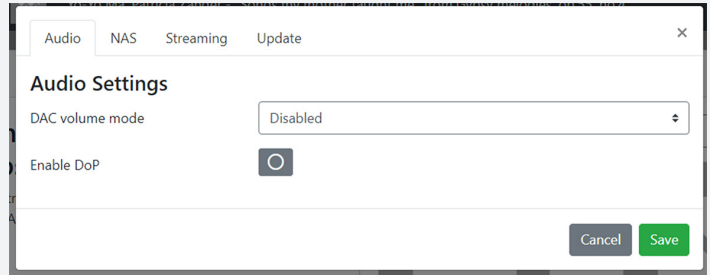 Audio NAS Streaming Update ×
Audio Settings
DAC volume mode Disabled
Enable DoP
Cancel Save